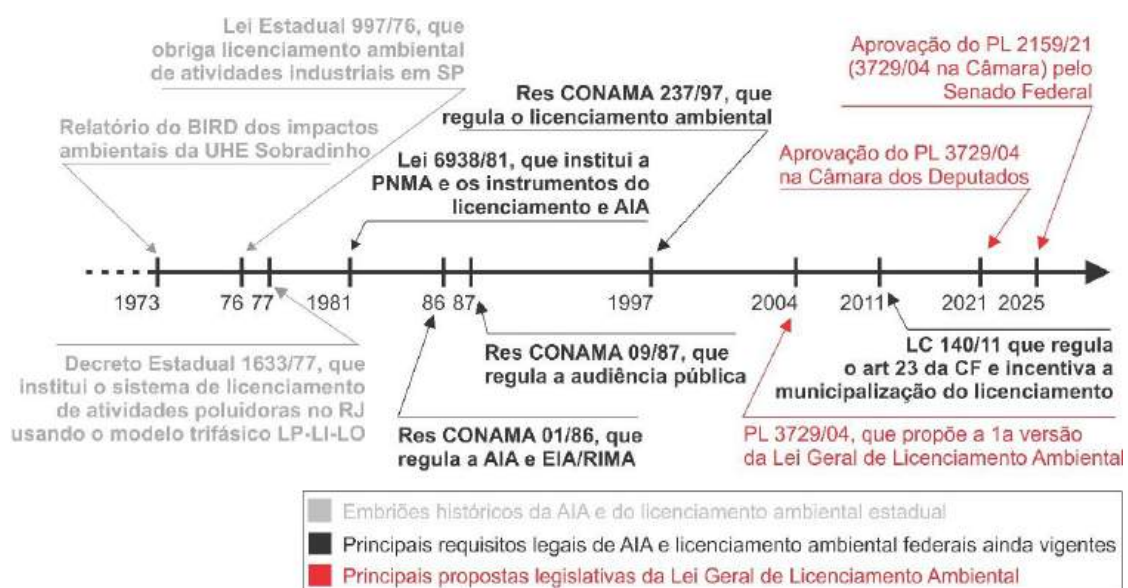 Lei Estadual 997/76, que
obriga licenciamento ambiental
de atividades industriais em SP
Relatório do BIRD dos impactos
ambientais da UHE Sobradinho
Res CONAMA 237/97, que
regula o licenciamento ambiental
Lei 6938/81, que institui a
PNMA e os instrumentos do
licenciamento e AIA
Aprovação do PL 2159/21
(3729/04 na Câmara) pelo
Senado Federal
Aprovação do PL 3729/04
na Câmara dos Deputados
1973 76 77 1981 86 87 1997 2004 2011 2021 2025
Decreto Estadual 1633/77, que
institui o sistema de licenciamento
de atividades poluidoras no RJ
usando o modelo trifásico LP-LI-LO
Res CONAMA 01/86, que
regula a AIA e EIA/RIMA
Res CONAMA 09/87, que
regula a audiência pública
LC 140/11 que regula
o art 23 da CF e incentiva a
municipalização do licenciamento
PL 3729/04, que propõe a 1a versão
da Lei Geral de Licenciamento Ambiental
Embriões históricos da AIA e do licenciamento ambiental estadual
Principais requisitos legais de AIA e licenciamento ambiental federais ainda vigentes
Principais propostas legislativas da Lei Geral de Licenciamento Ambiental